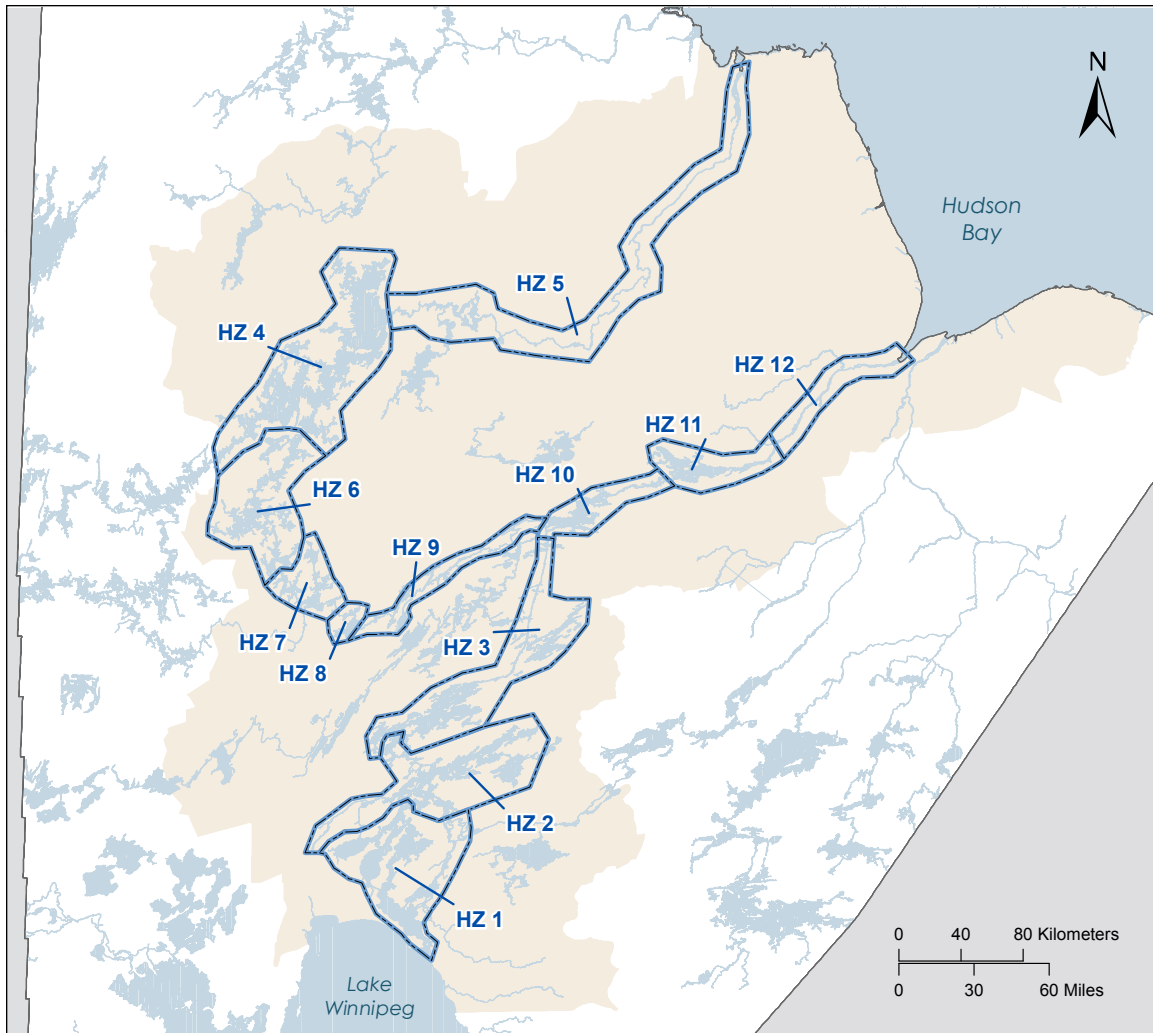 N
Hudson
Bay
HZ 5
HZ 4
HZ 12
HZ 11
HZ 10
HZ 6
HZ 9
HZ 7
HZ 3
HZ 8
HZ 2
HZ 1
0 40 80 Kilometers
0 30 60 Miles
Lake
Winnipeg